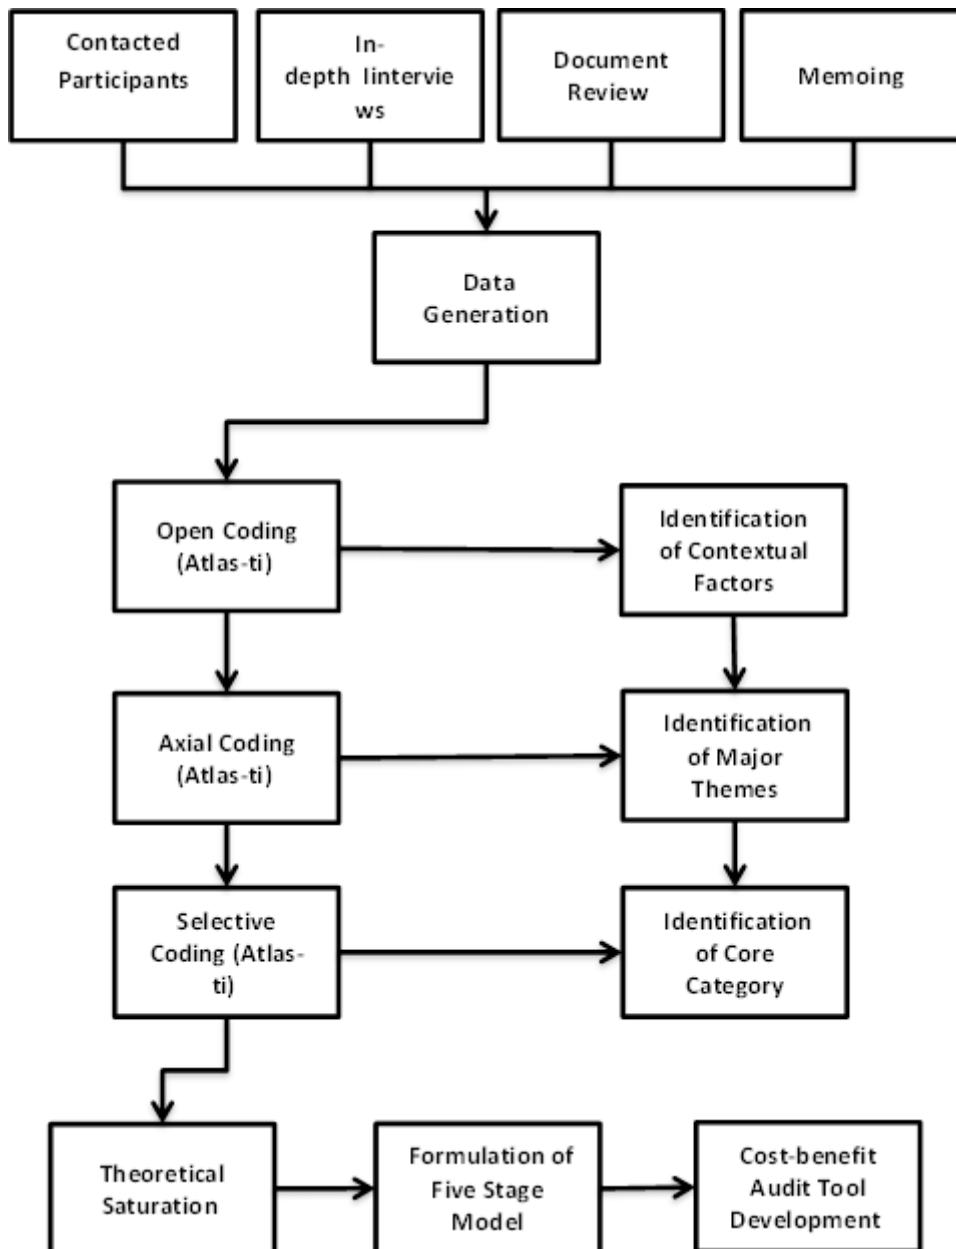 Contacted
Participants
In-
depth Iintervie
ws
Document
Review
Memoing
Data
Generation
Open Coding
(Atlas-ti)
Identification
of Contextual
Factors
Axial Coding
(Atlas-ti)
Identification
of Major
Themes
Selective
Coding (Atlas-
ti)
Identification
of Core
Category
Theoretical
Saturation
Formulation of
Five Stage
Model
Cost-benefit
Audit Tool
Development